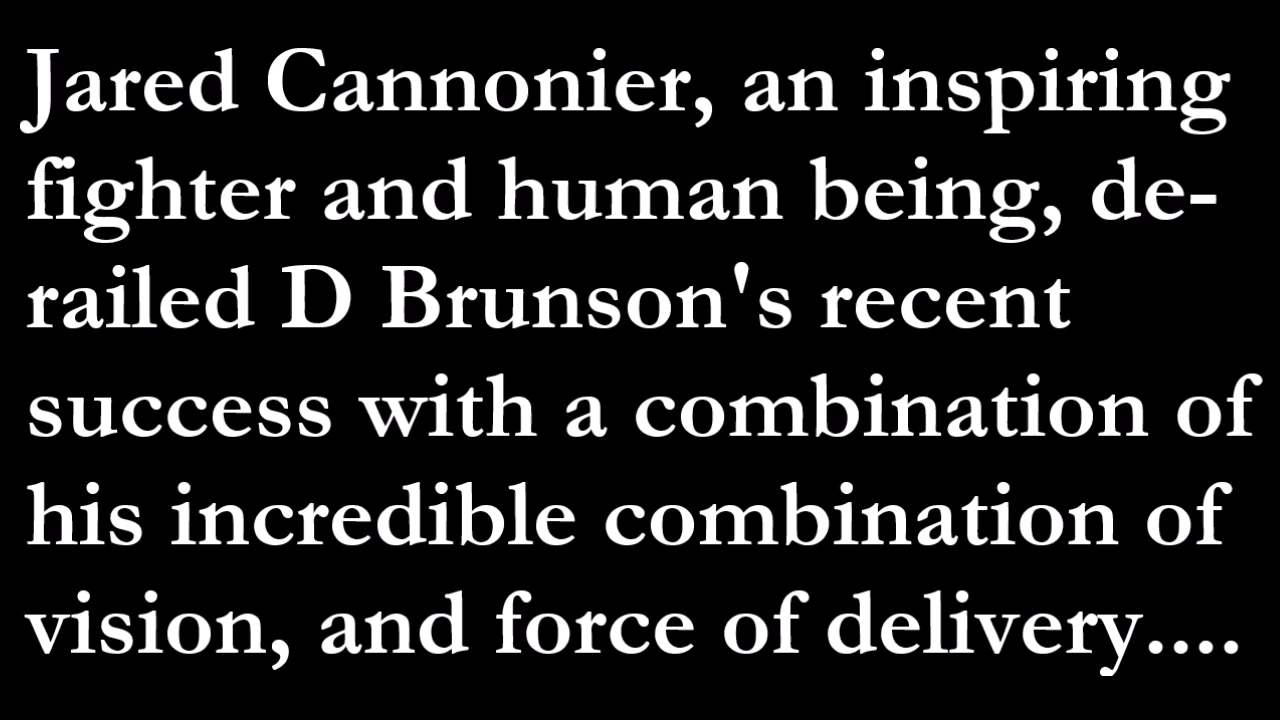 Jared Cannonier, an inspiring
fighter and human being, de-
railed D Brunson's recent
success with a combination of
his incredible combination of
vision, and force of delivery....